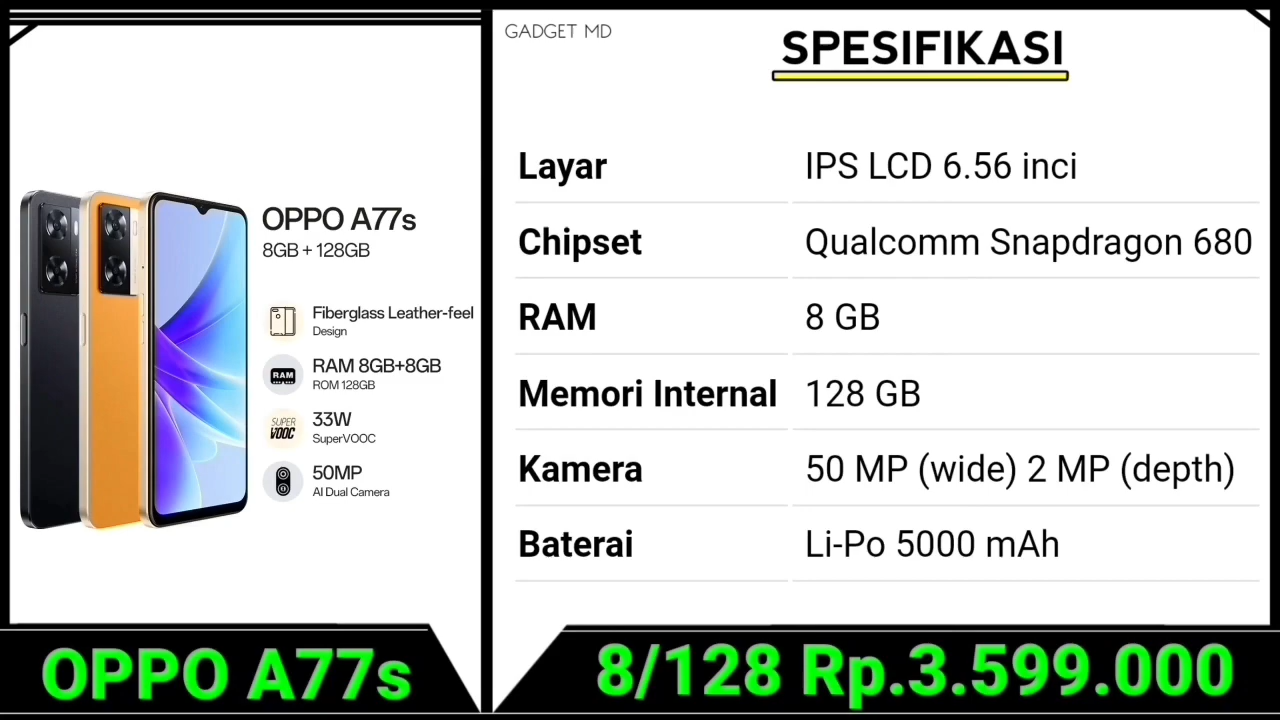 OPPO A77s
8GB + 128GB
Fiberglass Leather-feel
Design
RAM
RAM 8GB+8GB
ROM 128GB
SUPER
VOOC
33W
SuperVOOC
50MP
AI Dual Camera
OPPO A77s
GADGET MD
SPESIFIKASI
Layar IPS LCD 6.56 inci
Chipset Qualcomm Snapdragon 680
RAM 8 GB
Memori Internal 128 GB
Kamera 50 MP (wide) 2 MP (depth)
Baterai Li-Po 5000 mAh
8/128 Rp.3.599.000